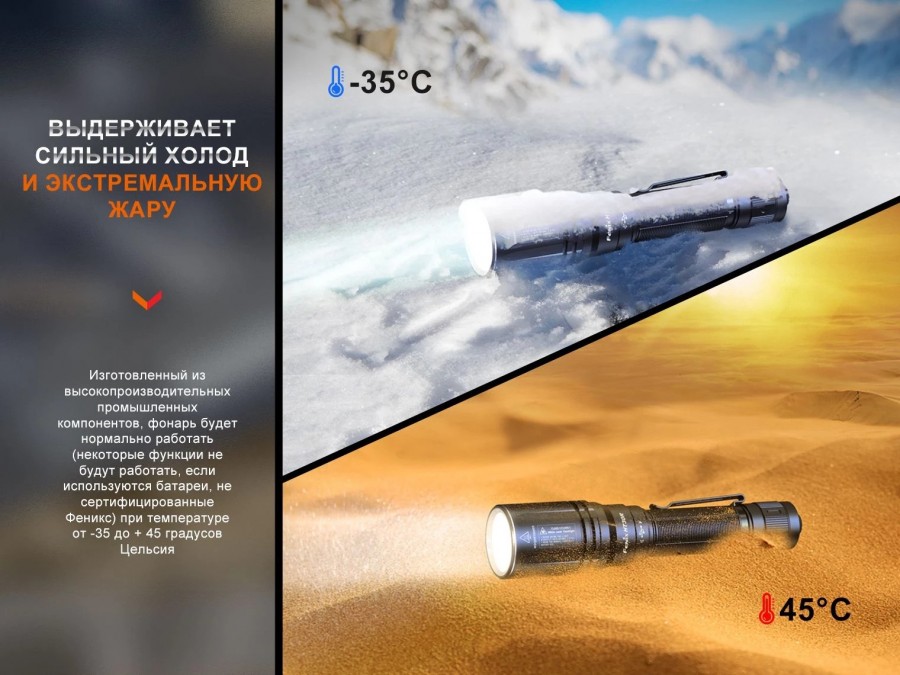 ВЫДЕРЖИВАЕТ
СИЛЬНЫЙ ХОЛОД
И ЭКСТРЕМАЛЬНУЮ
ЖАРУ
Изготовленный из
высокопроизводительных
промышленных
компонентов, фонарь будет
нормально работать
(некоторые функции не
будут работать, если
используются батареи, не
сертифицированные
Феникс) при температуре
от -35 до + 45 градусов
Цельсия
-35°C
45°C